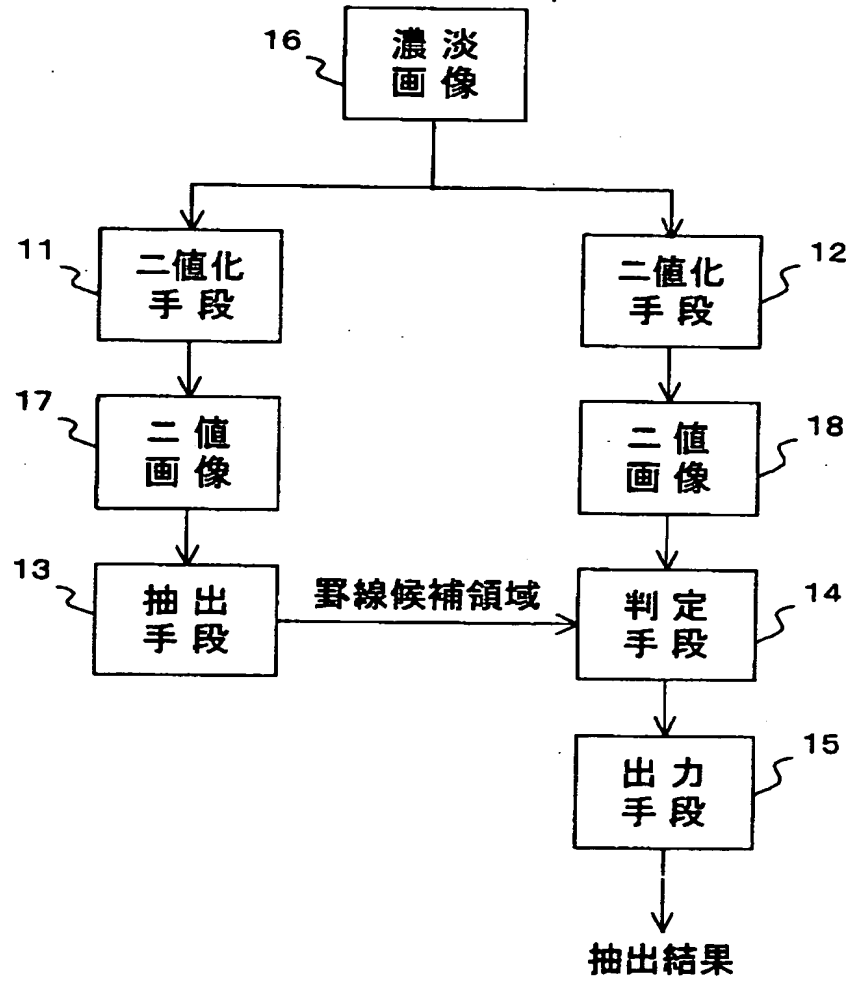 16
濃淡
画像
11
二値化
手段
12
二値化
手段
17
二値
画像
18
二値
画像
13
抽出
手段
罫線候補領域
14
判定
手段
15
出力
手段
抽出結果